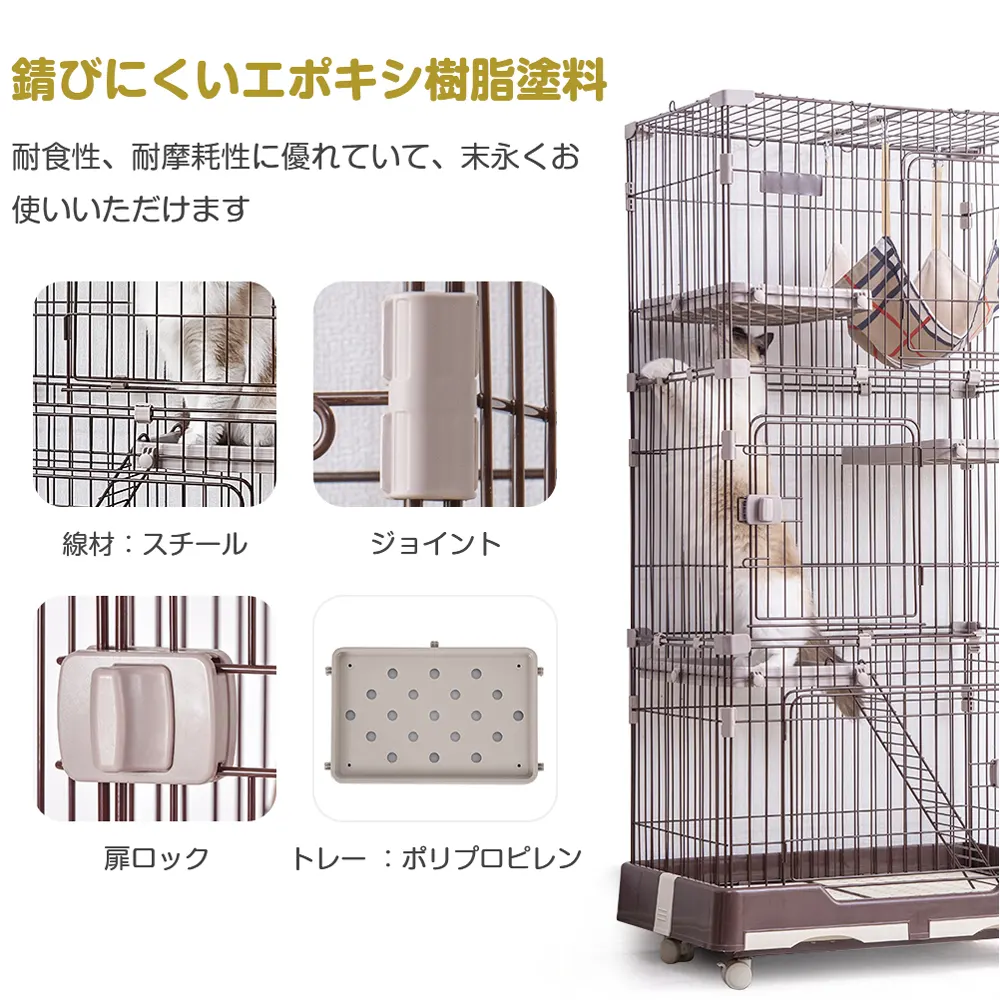 錆びにくいエポキシ樹脂塗料
耐食性、耐摩耗性に優れていて、末永くお
使いいただけます
線材：スチール
ジョイント
扉ロック
トレー ：ポリプロピレン